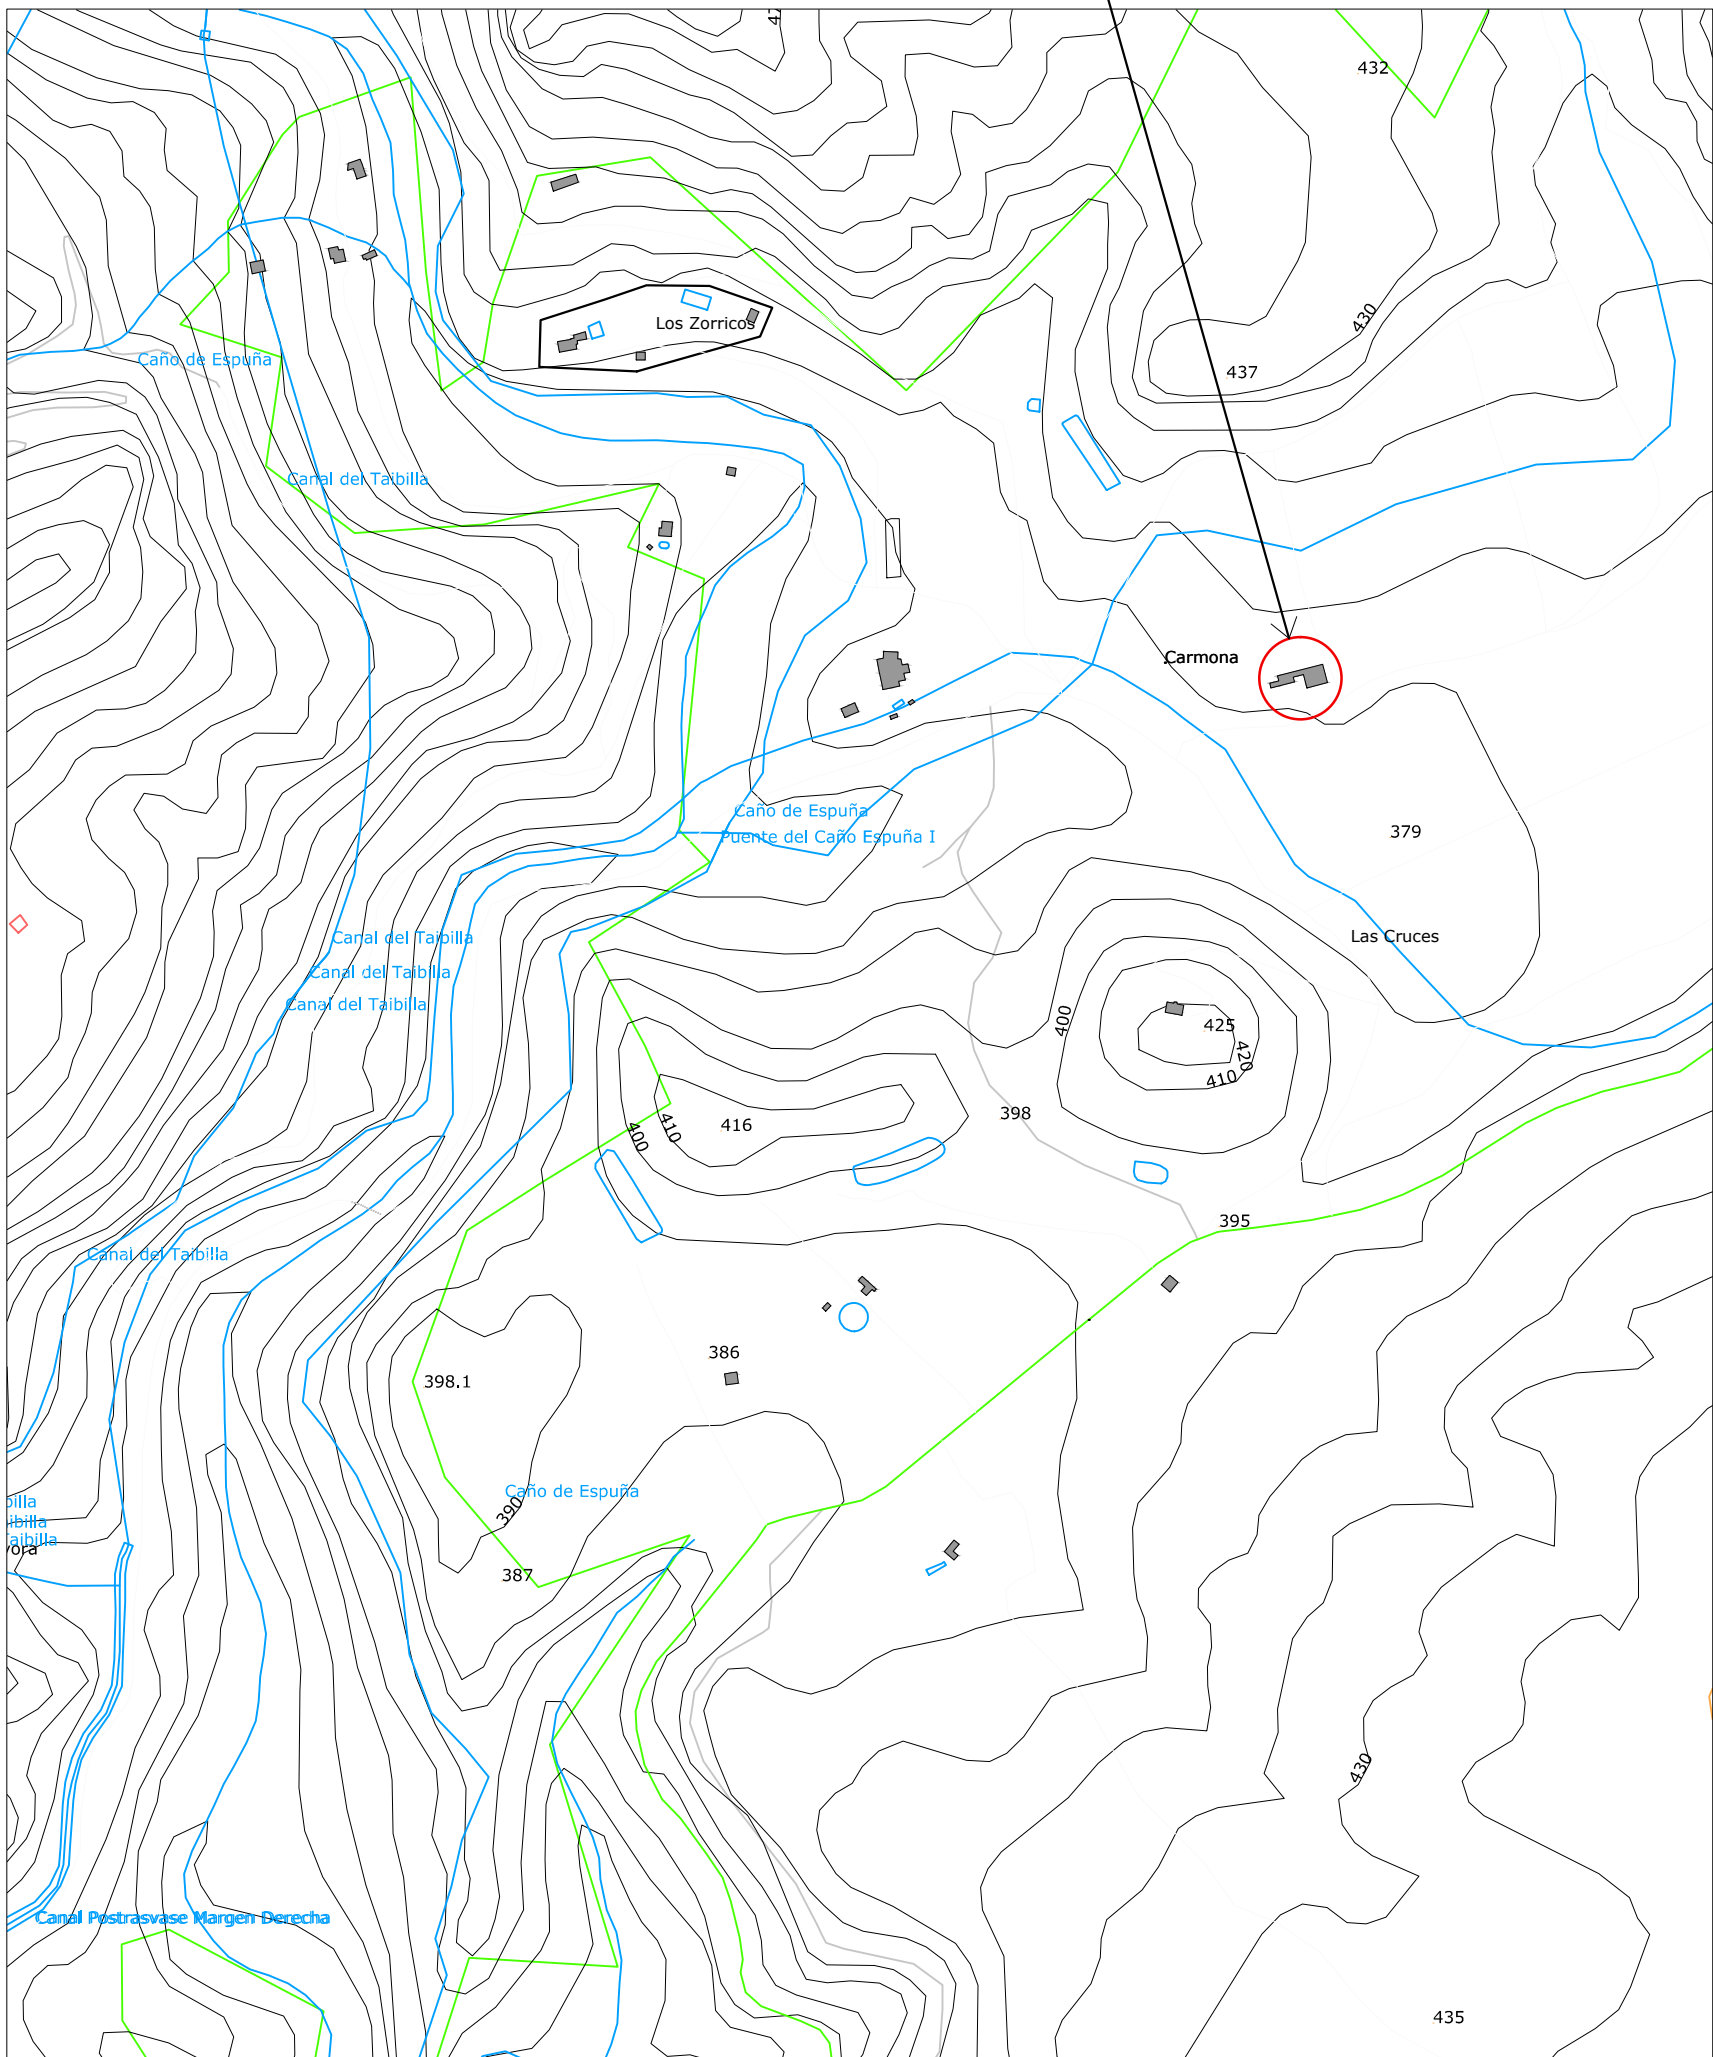 432
430
Los Zorricos
Caño de Espuña
437
Canal del Taibilla
Carmona
Caño de Espuña
Puente del Caño Espuña I
379
Canal del Taibilla
Las Cruces
Canal del Taibilla
Canal del Taibilla
400
425
420
410
398
416
400
410
395
Canal del Taibilla
386
398.1
Caño de Espuña
390
387
430
Canal Postrasvase Margen Derecha
435